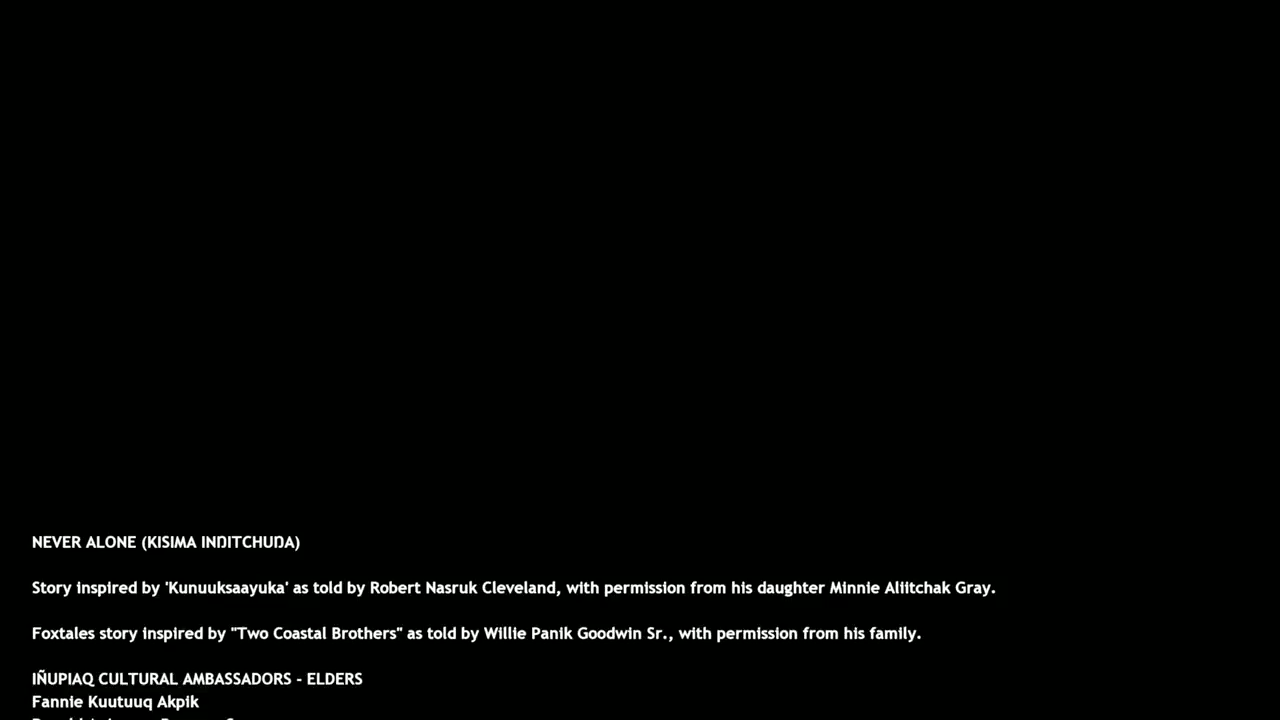 NEVER ALONE (KISIMA IŊITCHUŊA)
Story inspired by 'Kunuuksaayuka' as told by Robert Nasruk Cleveland, with permission from his daughter Minnie Aliitchak Gray.
Foxtales story inspired by "Two Coastal Brothers" as told by Willie Panik Goodwin Sr., with permission from his family.
IÑUPIAQ CULTURAL AMBASSADORS - ELDERS
Fannie Kuutuuq Akpik